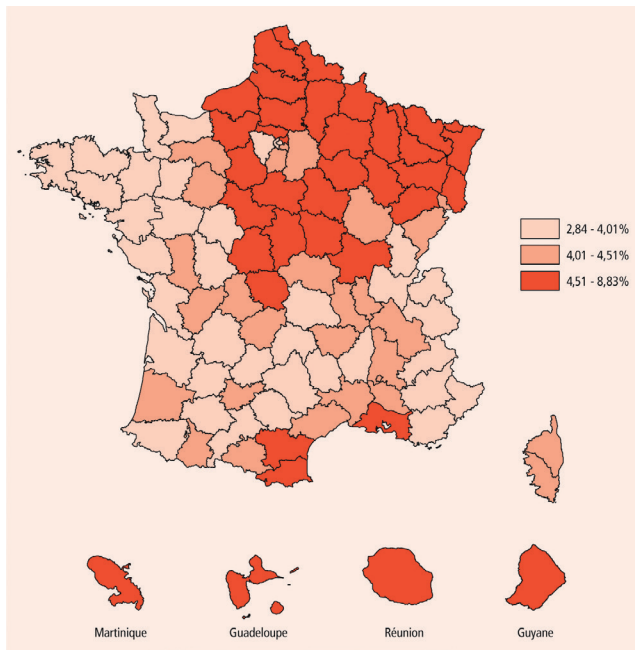 2,84 - 4,01%
4,01 - 4,51%
4,51 - 8,83%
Martinique
Guadeloupe
Réunion
Guyane